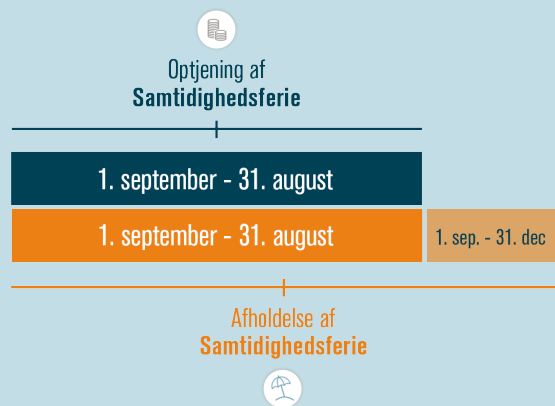 Optjening af
Samtidighedsferie
1. september - 31. august
1. september - 31. august
1. sep. - 31. dec
Afholdelse af
Samtidighedsferie